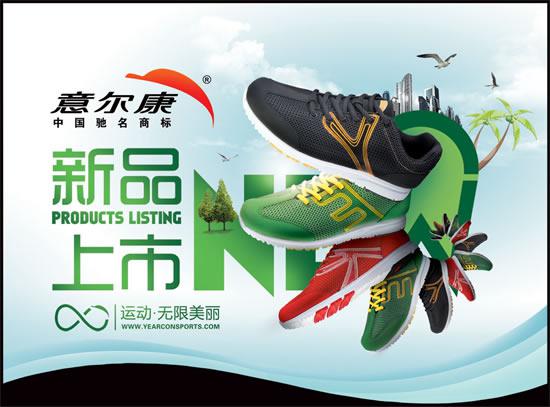 意尔康®
中国驰名商标
新品
PRODUCTS LISTING
上市
NE
运动·无限美丽
WWW.YEARCONSPORTS.COM